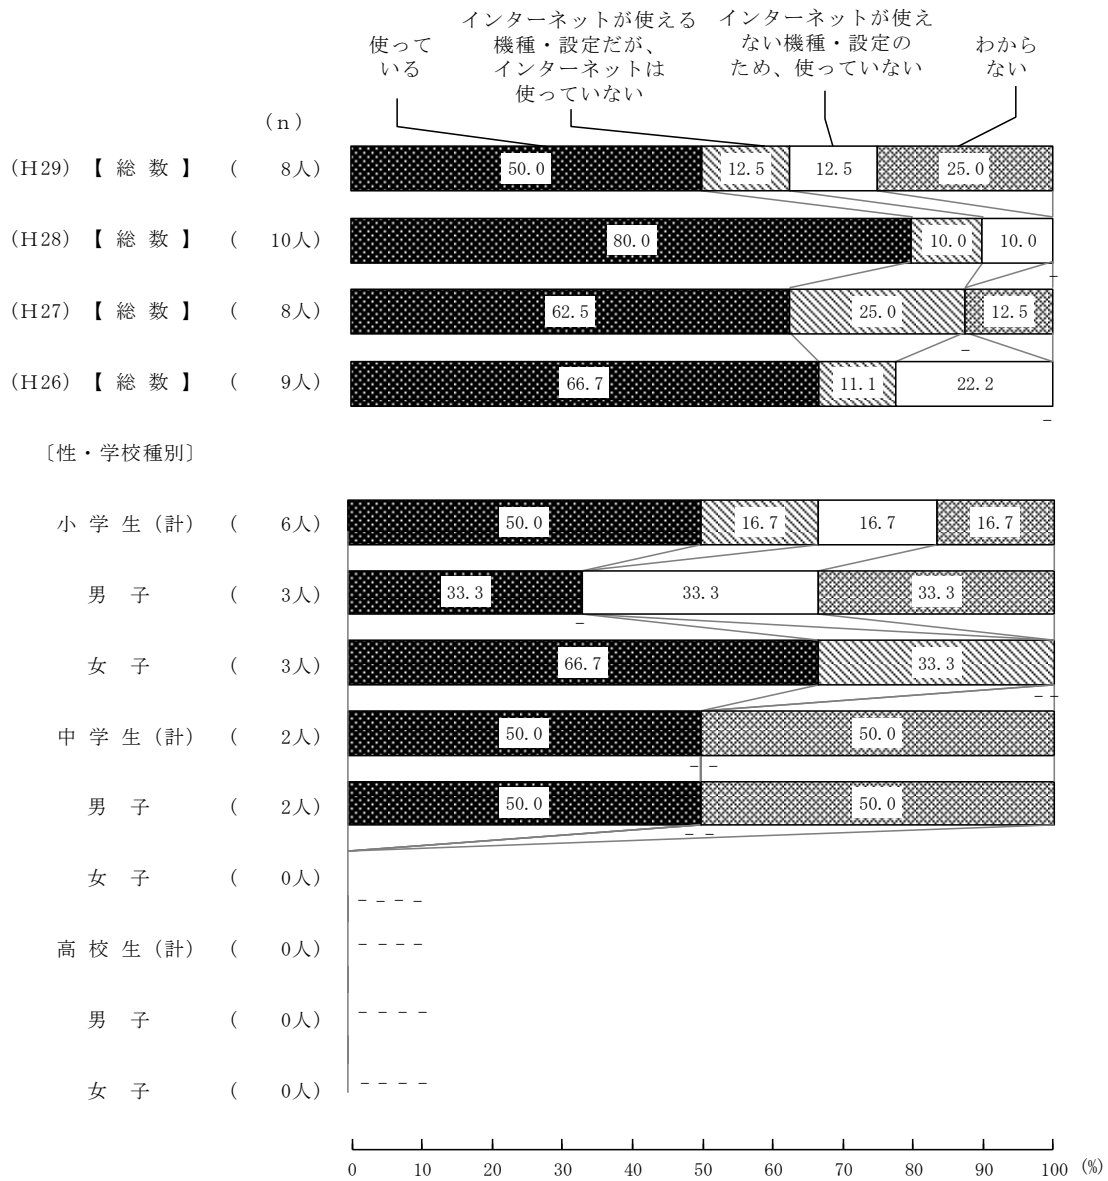 使って
いる
インターネットが使える
機種・設定だが、
インターネットは
使っていない
インターネットが使え
ない機種・設定の
ため、使っていない
わから
ない
(n)
(H29)【 総 数 】 ( 8人) 50.0 12.5 12.5 25.0
(H28)【 総 数 】 ( 10人) 80.0 10.0 10.0 －
(H27)【 総 数 】 ( 8人) 62.5 25.0 － 12.5
(H26)【 総 数 】 ( 9人) 66.7 11.1 22.2 －
〔性・学校種別〕
小 学 生(計) ( 6人) 50.0 16.7 16.7 16.7
男 子 ( 3人) 33.3 － 33.3 33.3
女 子 ( 3人) 66.7 33.3 － －
中 学 生(計) ( 2人) 50.0 － － 50.0
男 子 ( 2人) 50.0 － － 50.0
女 子 ( 0人) － － － －
高 校 生(計) ( 0人) － － － －
男 子 ( 0人) － － － －
女 子 ( 0人) － － － －
0 10 20 30 40 50 60 70 80 90 100 (%)